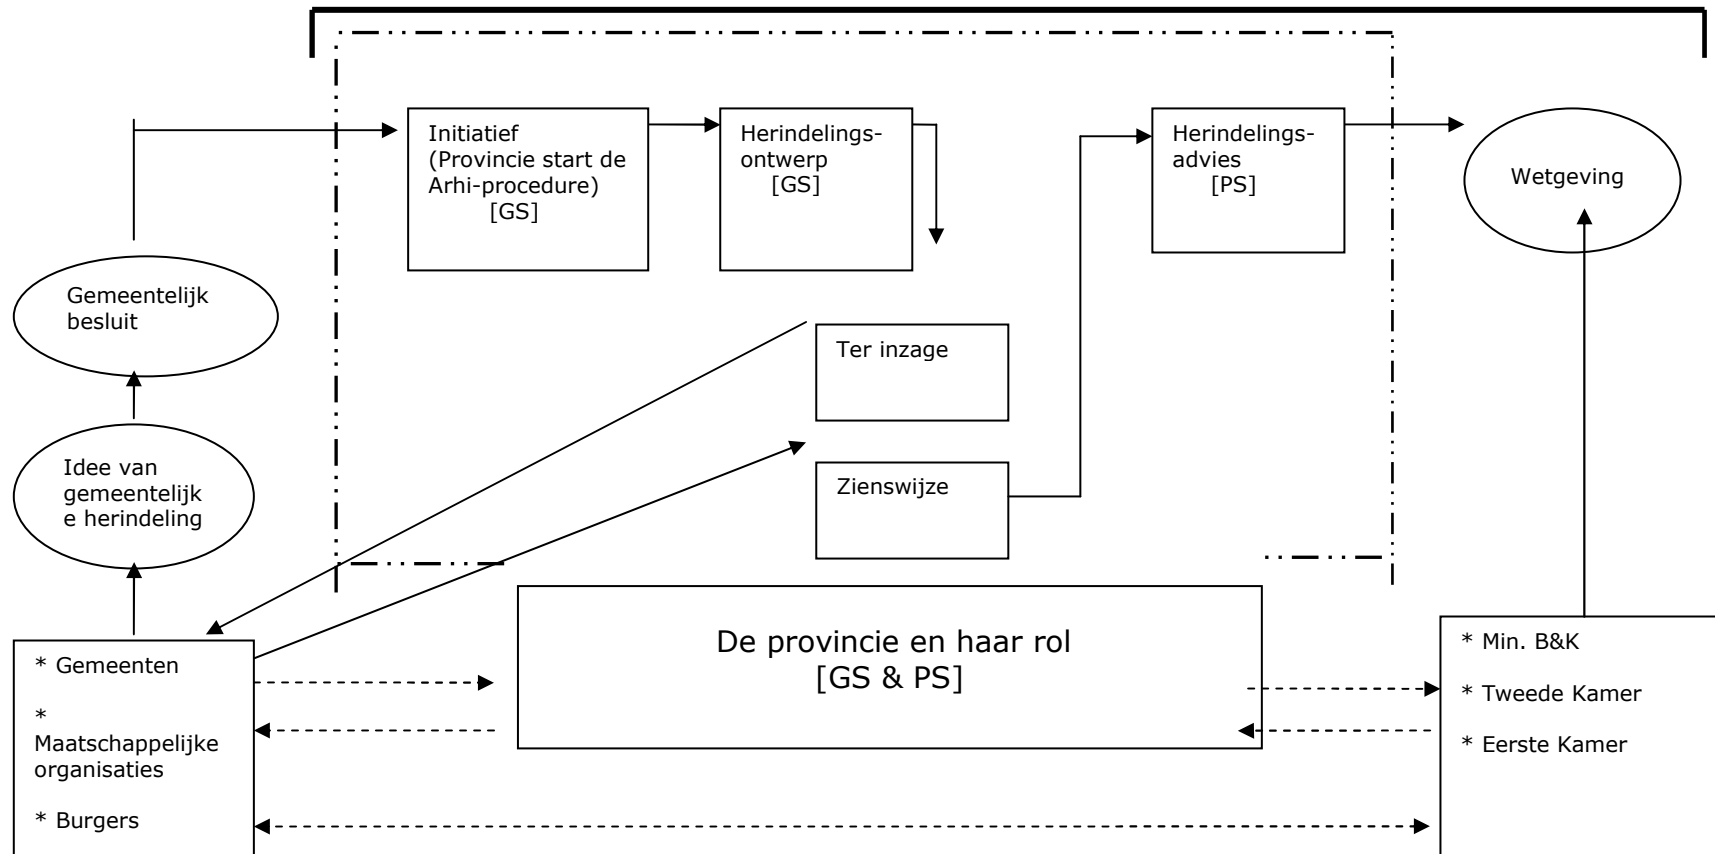 Initiatief
(Provincie start de
Arhi-procedure)
[GS]
Herindelings-
ontwerp
[GS]
Herindelings-
advies
[PS]
Wetgeving
Gemeentelijk
besluit
Ter inzage
Idee van
gemeentelijk
e herindeling
Zienswijze
De provincie en haar rol
[GS & PS]
* Gemeenten
*
Maatschappelijke
organisaties
* Burgers
* Min. B&K
* Tweede Kamer
* Eerste Kamer